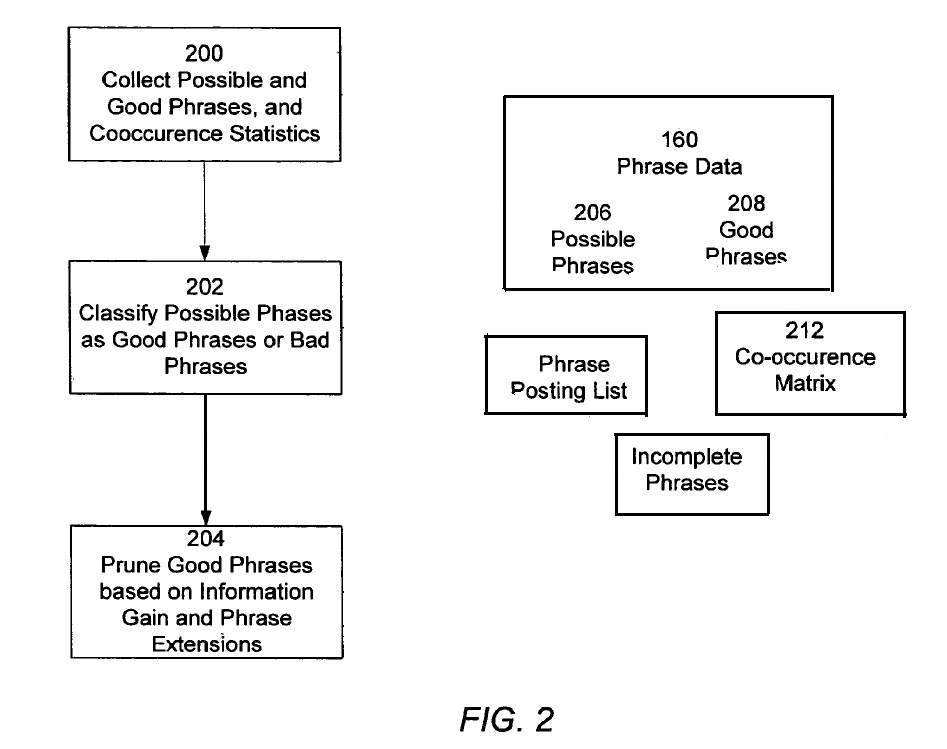 200
Collect Possible and
Good Phrases, and
Cooccurence Statistics
202
Classify Possible Phases
as Good Phrases or Bad
Phrases
204
Prune Good Phrases
based on Information
Gain and Phrase
Extensions
160
Phrase Data
206
Possible
Phrases
208
Good
Phrases
Phrase
Posting List
212
Co-occurence
Matrix
Incomplete
Phrases
FIG. 2